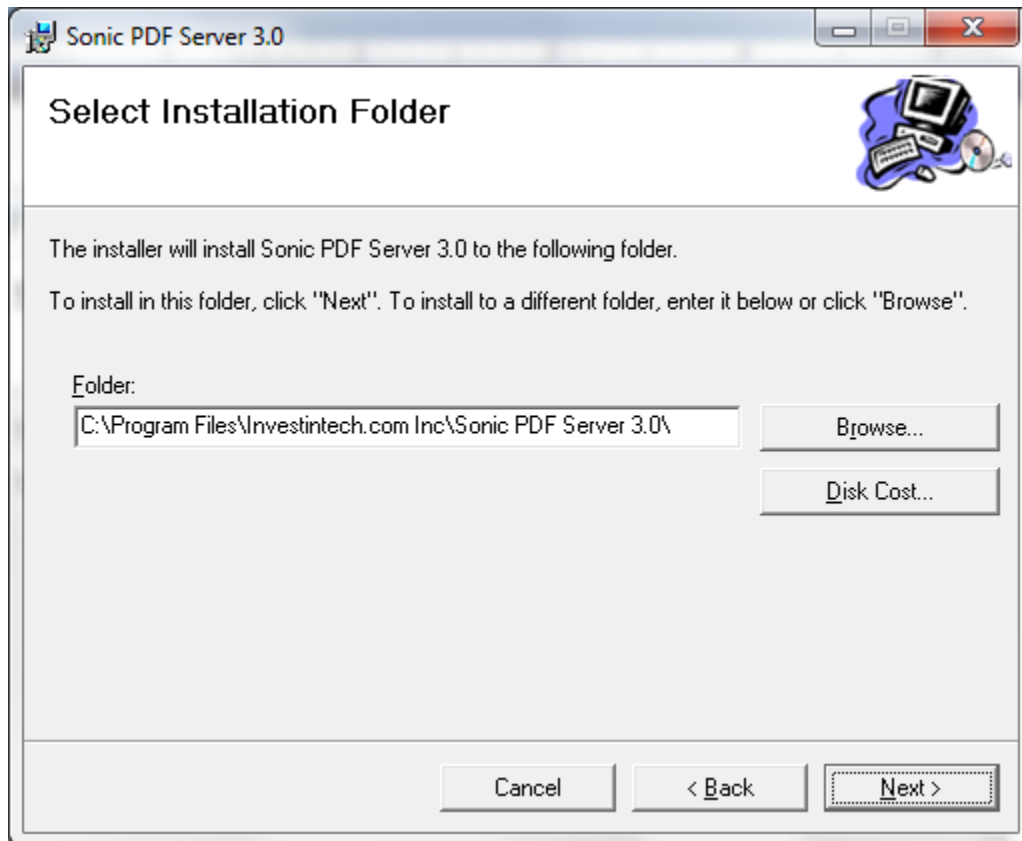 Sonic PDF Server 3.0
Select Installation Folder
The installer will install Sonic PDF Server 3.0 to the following folder.
To install in this folder, click "Next". To install to a different folder, enter it below or click "Browse".
Folder:
C:\Program Files\Investintech.com Inc\Sonic PDF Server 3.0\
Browse...
Disk Cost...
Cancel
< Back
Next >